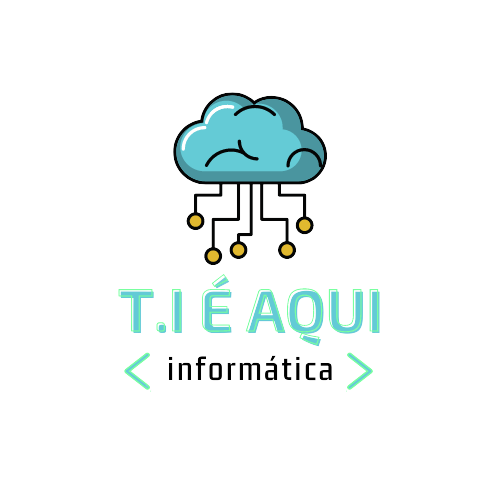 T.I É AQUI
< informática >